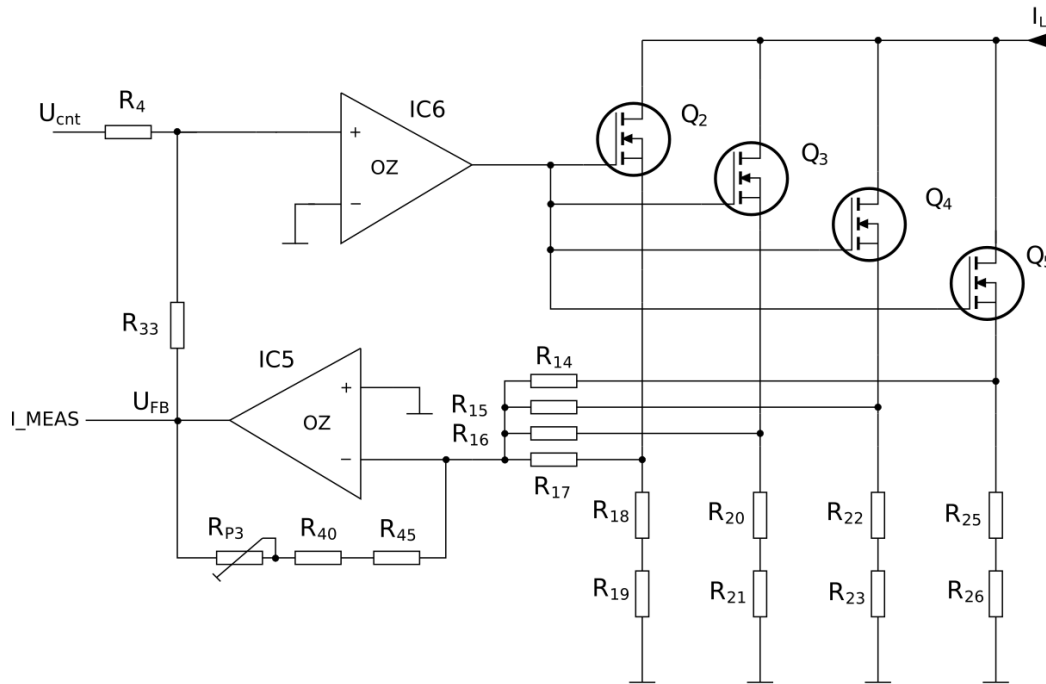 I_L
U_cnt
R_4
IC6
Q_2
+
OZ
−
Q_3
Q_4
R_33
IC5
R_14
+
U_FB
I_MEAS
OZ
R_15
R_16
−
R_17
R_P3
R_40
R_45
R_18
R_20
R_22
R_25
R_19
R_21
R_23
R_26